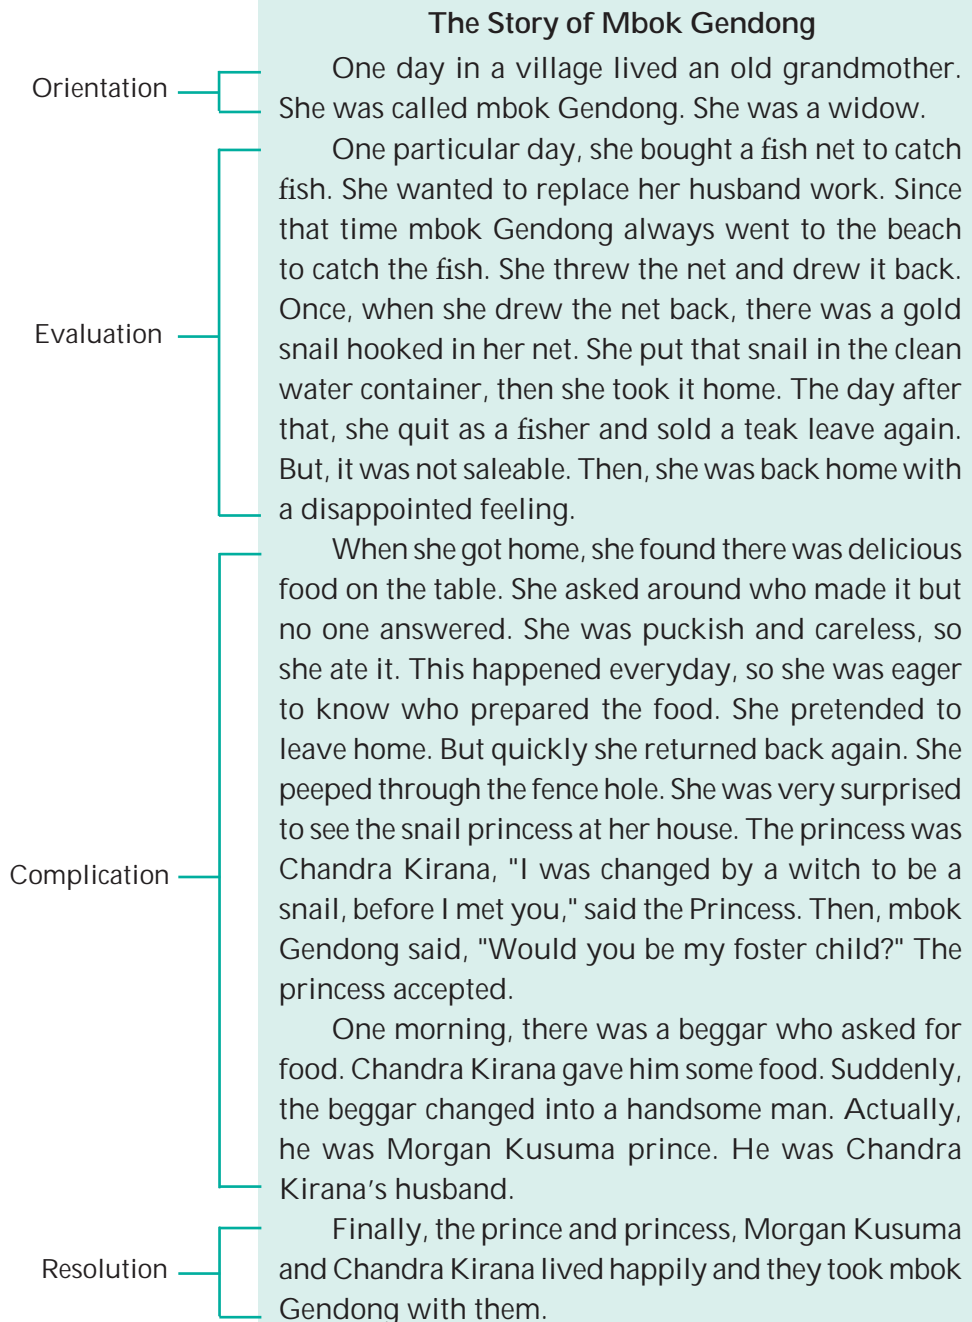 The Story of Mbok Gendong
Orientation
One day in a village lived an old grandmother.
She was called mbok Gendong. She was a widow.
Evaluation
One particular day, she bought a fish net to catch
fish. She wanted to replace her husband work. Since
that time mbok Gendong always went to the beach
to catch the fish. She threw the net and drew it back.
Once, when she drew the net back, there was a gold
snail hooked in her net. She put that snail in the clean
water container, then she took it home. The day after
that, she quit as a fisher and sold a teak leave again.
But, it was not saleable. Then, she was back home with
a disappointed feeling.
Complication
When she got home, she found there was delicious
food on the table. She asked around who made it but
no one answered. She was puckish and careless, so
she ate it. This happened everyday, so she was eager
to know who prepared the food. She pretended to
leave home. But quickly she returned back again. She
peeped through the fence hole. She was very surprised
to see the snail princess at her house. The princess was
Chandra Kirana, "I was changed by a witch to be a
snail, before I met you," said the Princess. Then, mbok
Gendong said, "Would you be my foster child?" The
princess accepted.
One morning, there was a beggar who asked for
food. Chandra Kirana gave him some food. Suddenly,
the beggar changed into a handsome man. Actually,
he was Morgan Kusuma prince. He was Chandra
Kirana's husband.
Resolution
Finally, the prince and princess, Morgan Kusuma
and Chandra Kirana lived happily and they took mbok
Gendong with them.